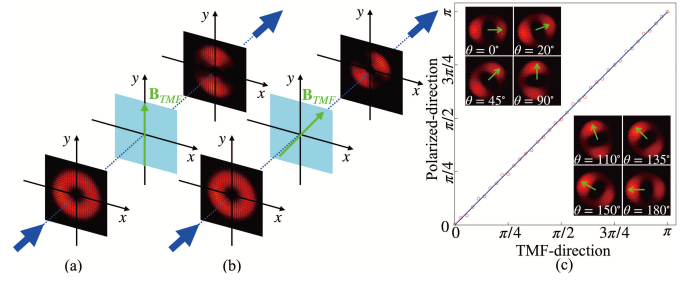 y
x
B_TMF
y
x
y
x
(a)
y
x
B_TMF
y
x
y
x
(b)
Polarized-direction
π
3π/4
π/2
π/4
0
θ = 0°
θ = 20°
θ = 45°
θ = 90°
θ = 110°
θ = 135°
θ = 150°
θ = 180°
0
π/4
π/2
3π/4
π
TMF-direction
(c)